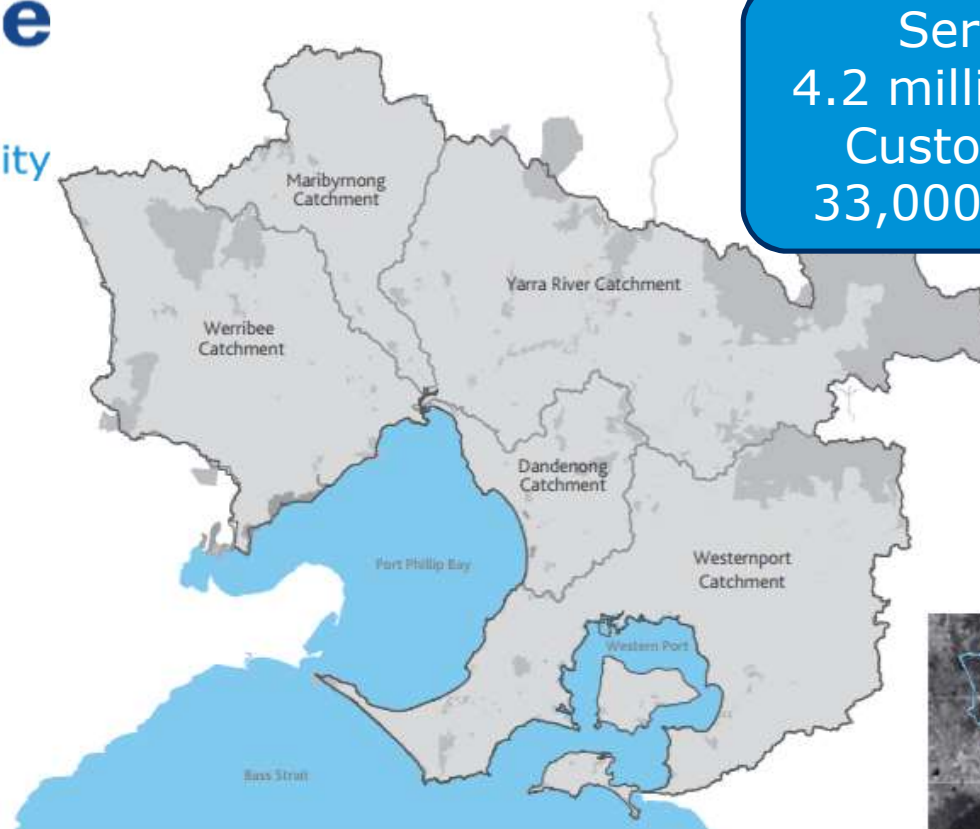 e
ity
Ser
4.2 milli
Custo
33,000
Maribyrnong
Catchment
Yarra River Catchment
Werribee
Catchment
Dandenong
Catchment
Port Phillip Bay
Westernport
Catchment
Western Port
Bass Strait